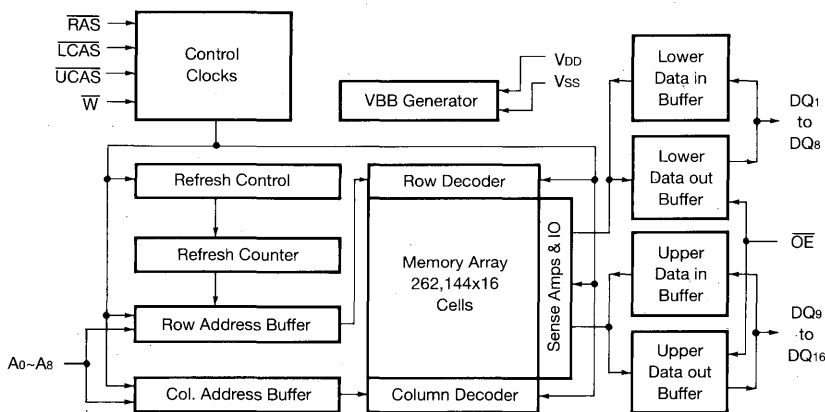 RAS
LCAS
UCAS
W
Control
Clocks
VDD
VSS
VBB Generator
Lower
Data in
Buffer
DQ1
to
DQ8
Lower
Data out
Buffer
Refresh Control
Row Decoder
Refresh Counter
Memory Array
262,144x16
Cells
Sense Amps & IO
OE
Upper
Data in
Buffer
Row Address Buffer
DQ9
to
DQ16
A0~A8
Upper
Data out
Buffer
Col. Address Buffer
Column Decoder